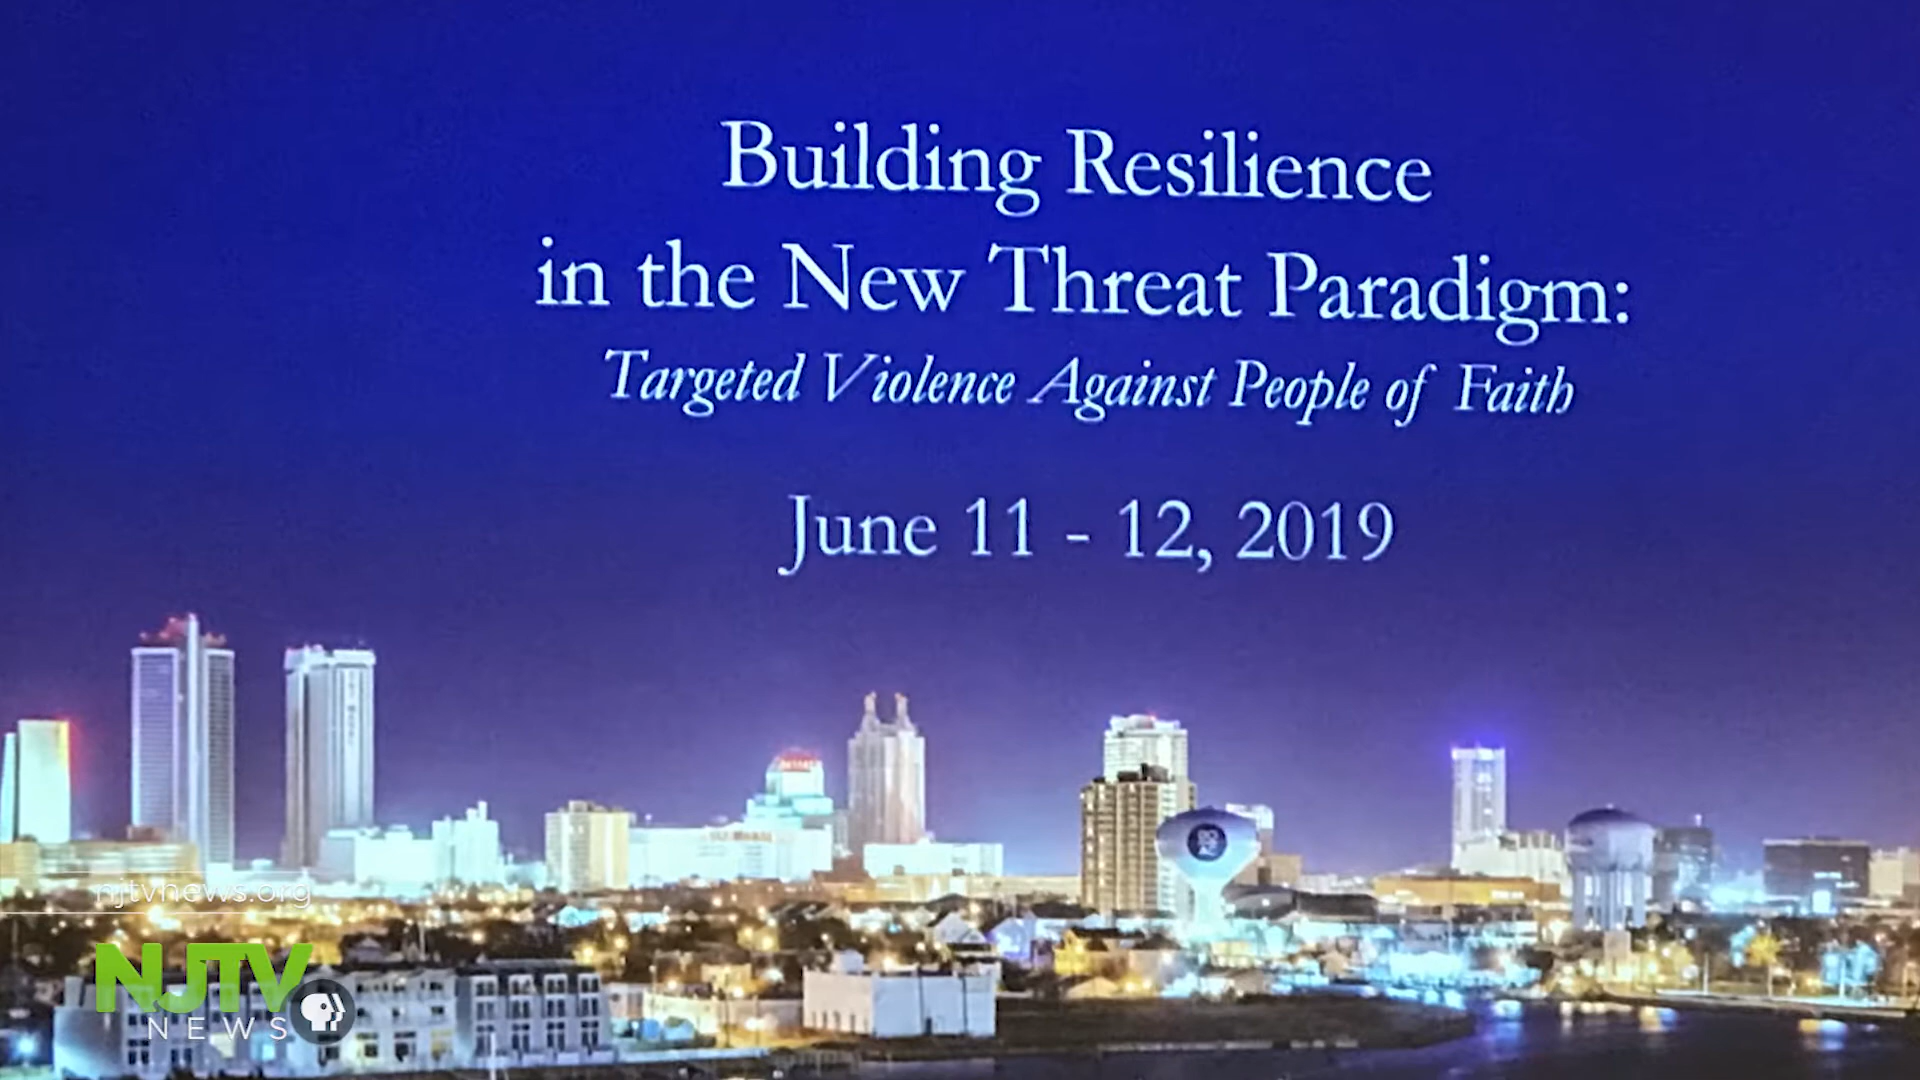 Building Resilience
in the New Threat Paradigm:
Targeted Violence Against People of Faith
June 11 - 12, 2019
njtvnews.org
NJTV
NEWS